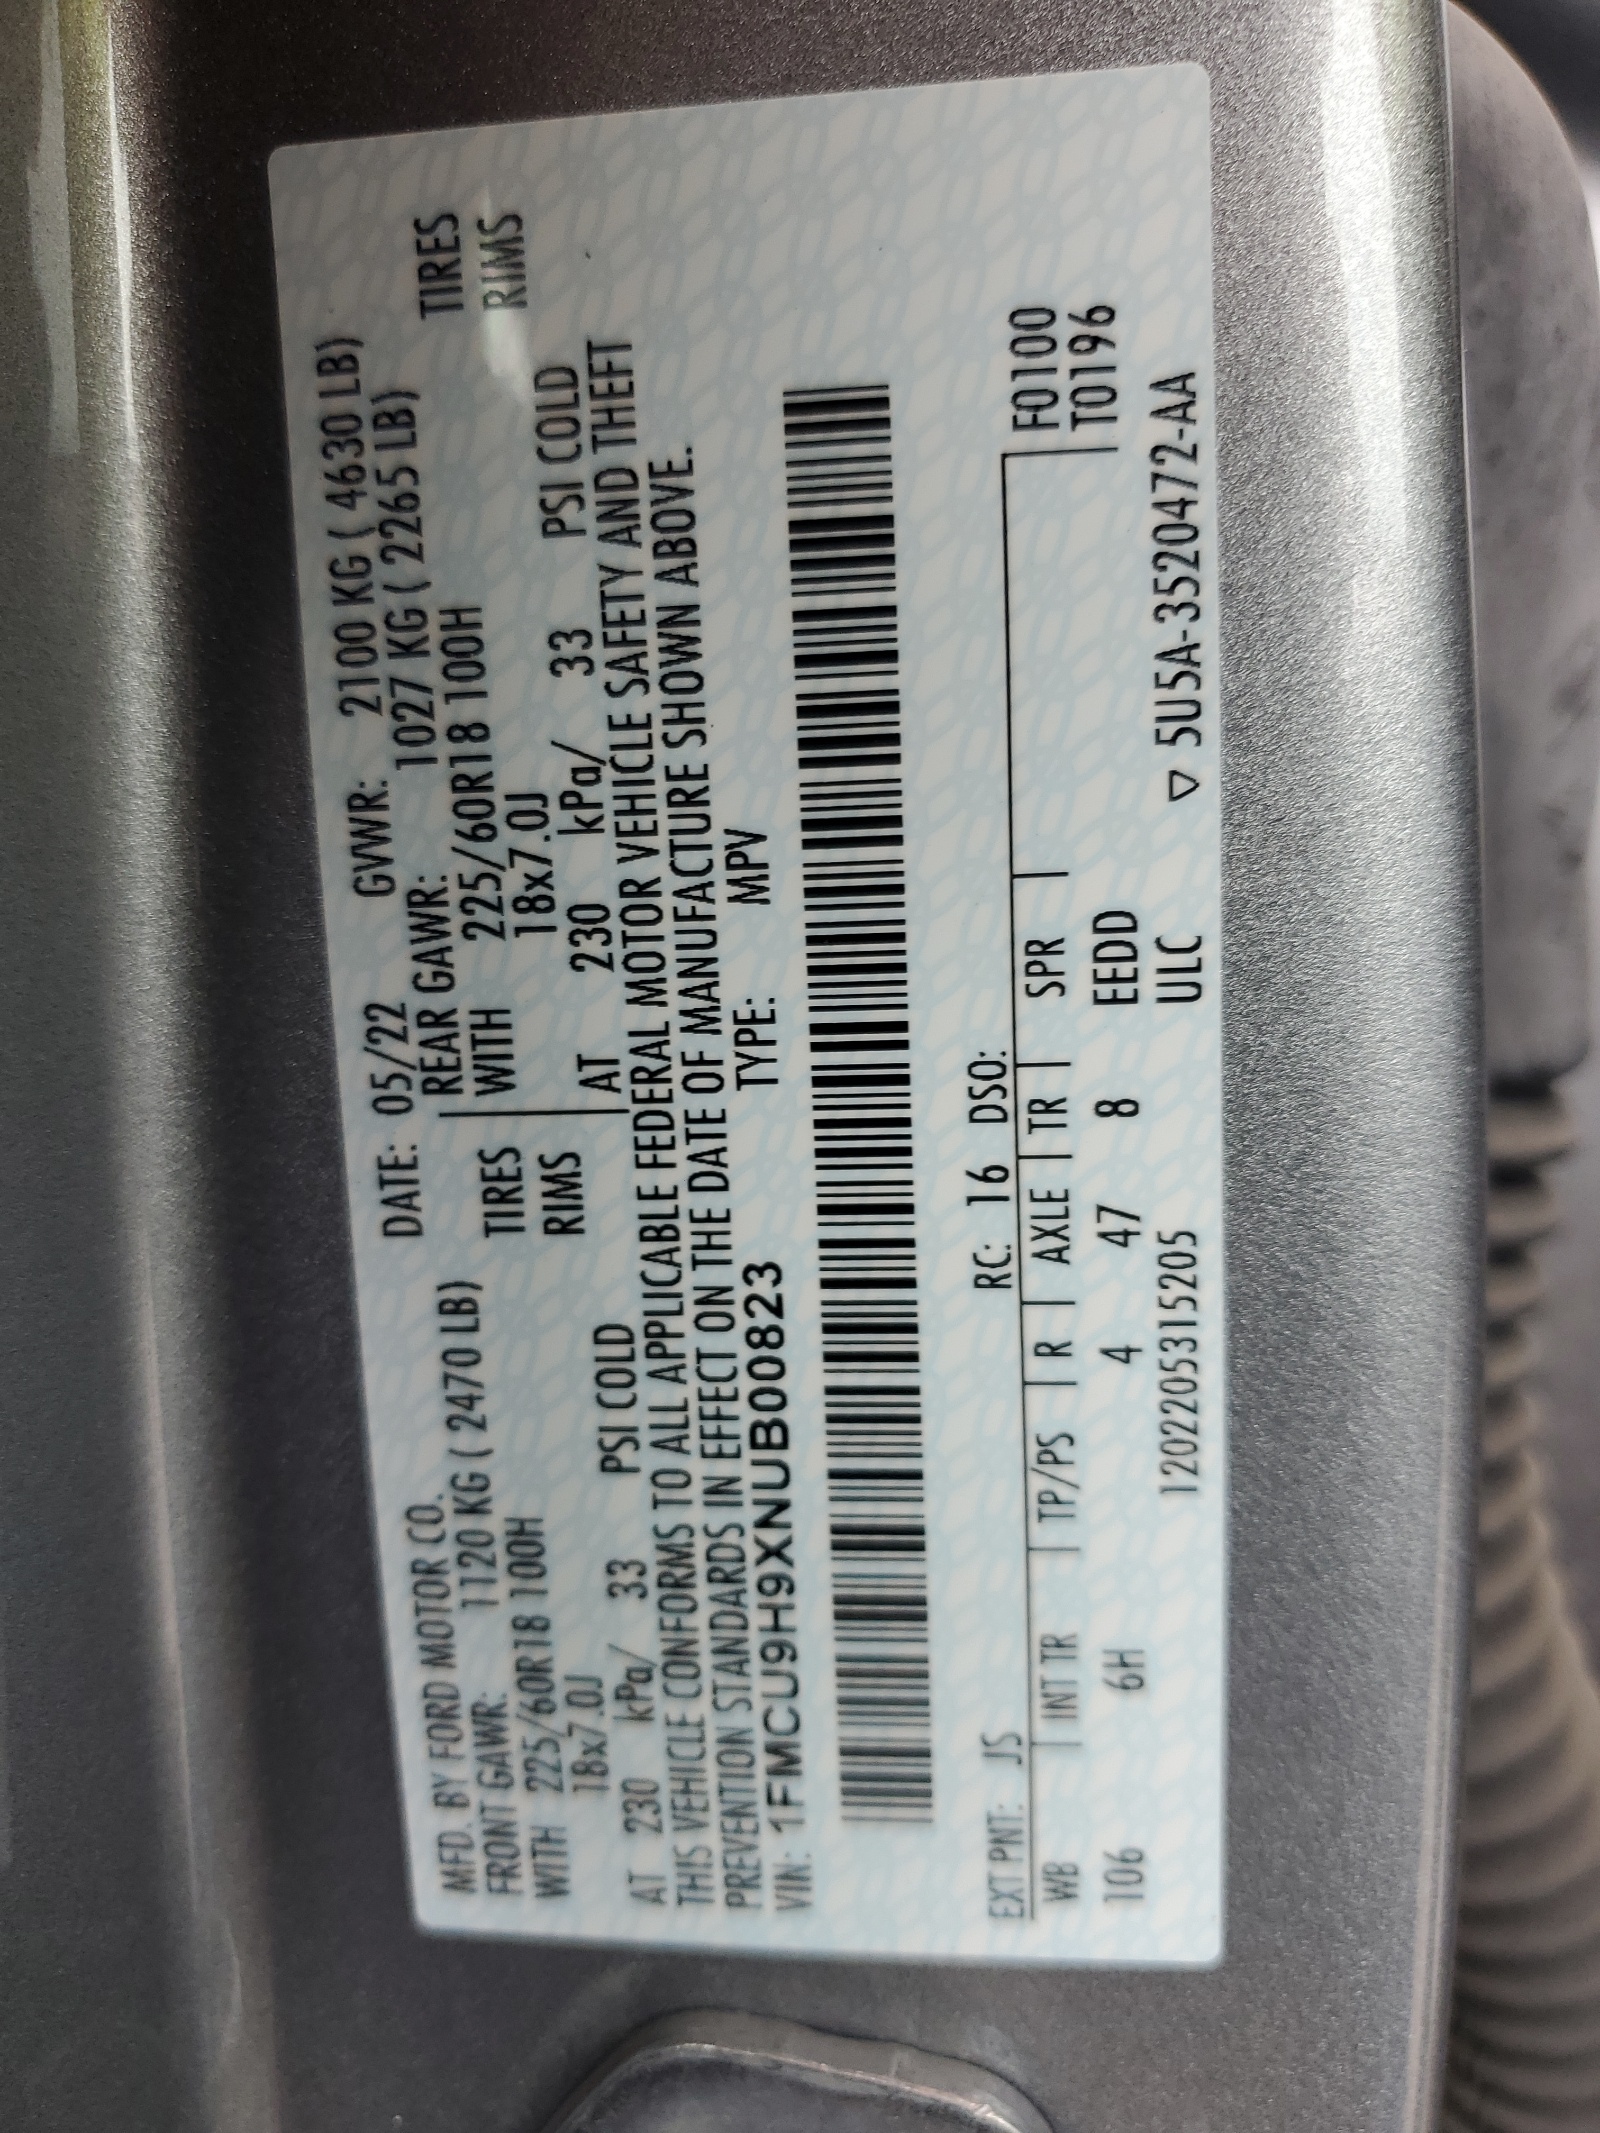 MFD. BY FORD MOTOR CO. DATE: 05/22 GVWR: 2100 KG ( 4630 LB)
FRONT GAWR: 1120 KG ( 2470 LB) REAR GAWR: 1027 KG ( 2265 LB)
WITH 225/60R18 100H TIRES WITH 225/60R18 100H TIRES
18x7.0J RIMS 18x7.0J RIMS
AT 230 kPa/ 33 PSI COLD AT 230 kPa/ 33 PSI COLD
THIS VEHICLE CONFORMS TO ALL APPLICABLE FEDERAL MOTOR VEHICLE SAFETY AND THEFT
PREVENTION STANDARDS IN EFFECT ON THE DATE OF MANUFACTURE SHOWN ABOVE.
VIN: 1FMCU9H9XNUB00823 TYPE: MPV
EXT PNT: JS RC: 16 DSO: F0100
WB INT TR TP/PS R AXLE TR SPR T0196
106 6H 4 47 8 EEDD
12022053152​05 ULC ▽ 5U5A-3520472-AA